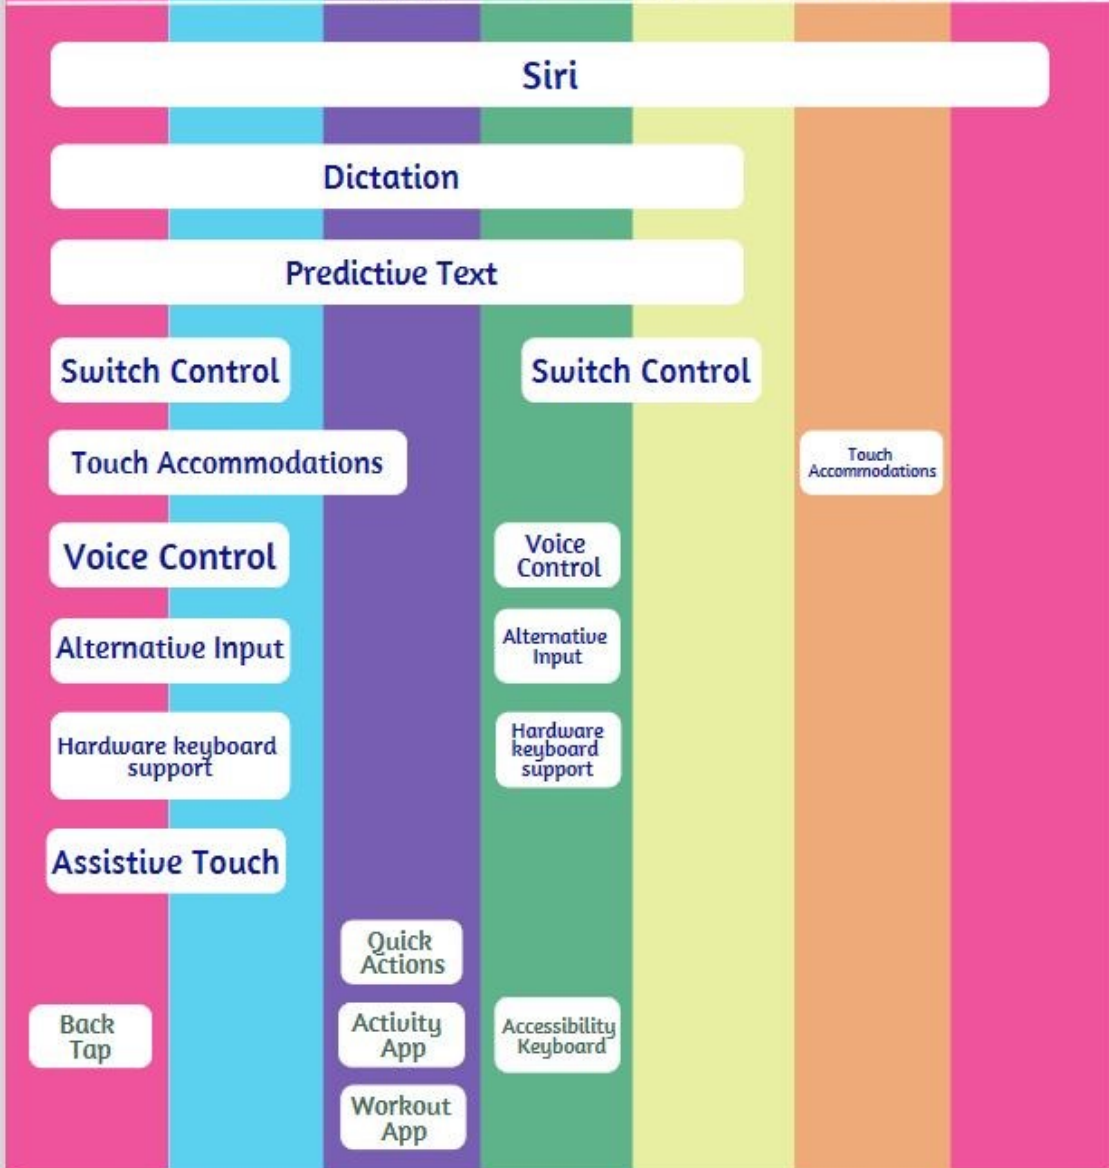 Siri
Dictation
Predictive Text
Switch Control
Switch Control
Touch Accommodations
Touch
Accommodations
Voice Control
Voice
Control
Alternative Input
Alternative
Input
Hardware keyboard
support
Hardware
keyboard
support
Assistive Touch
Quick
Actions
Back
Tap
Activity
App
Accessibility
Keyboard
Workout
App